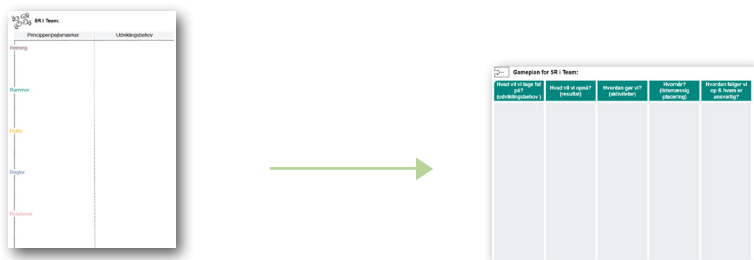 5R i Team:
Principper/pejlemærker Udviklingsbehov
Retning
Rammer
Roller
Regler
Relationer
Gameplan for 5R i Team:
Hvad vil vi tage fat på? (udviklingsbehov)
Hvad vil vi opnå? (resultat)
Hvordan gør vi? (aktiviteter)
Hvornår? (tidsmæssig placering)
Hvordan følger vi op & hvem er ansvarlig?